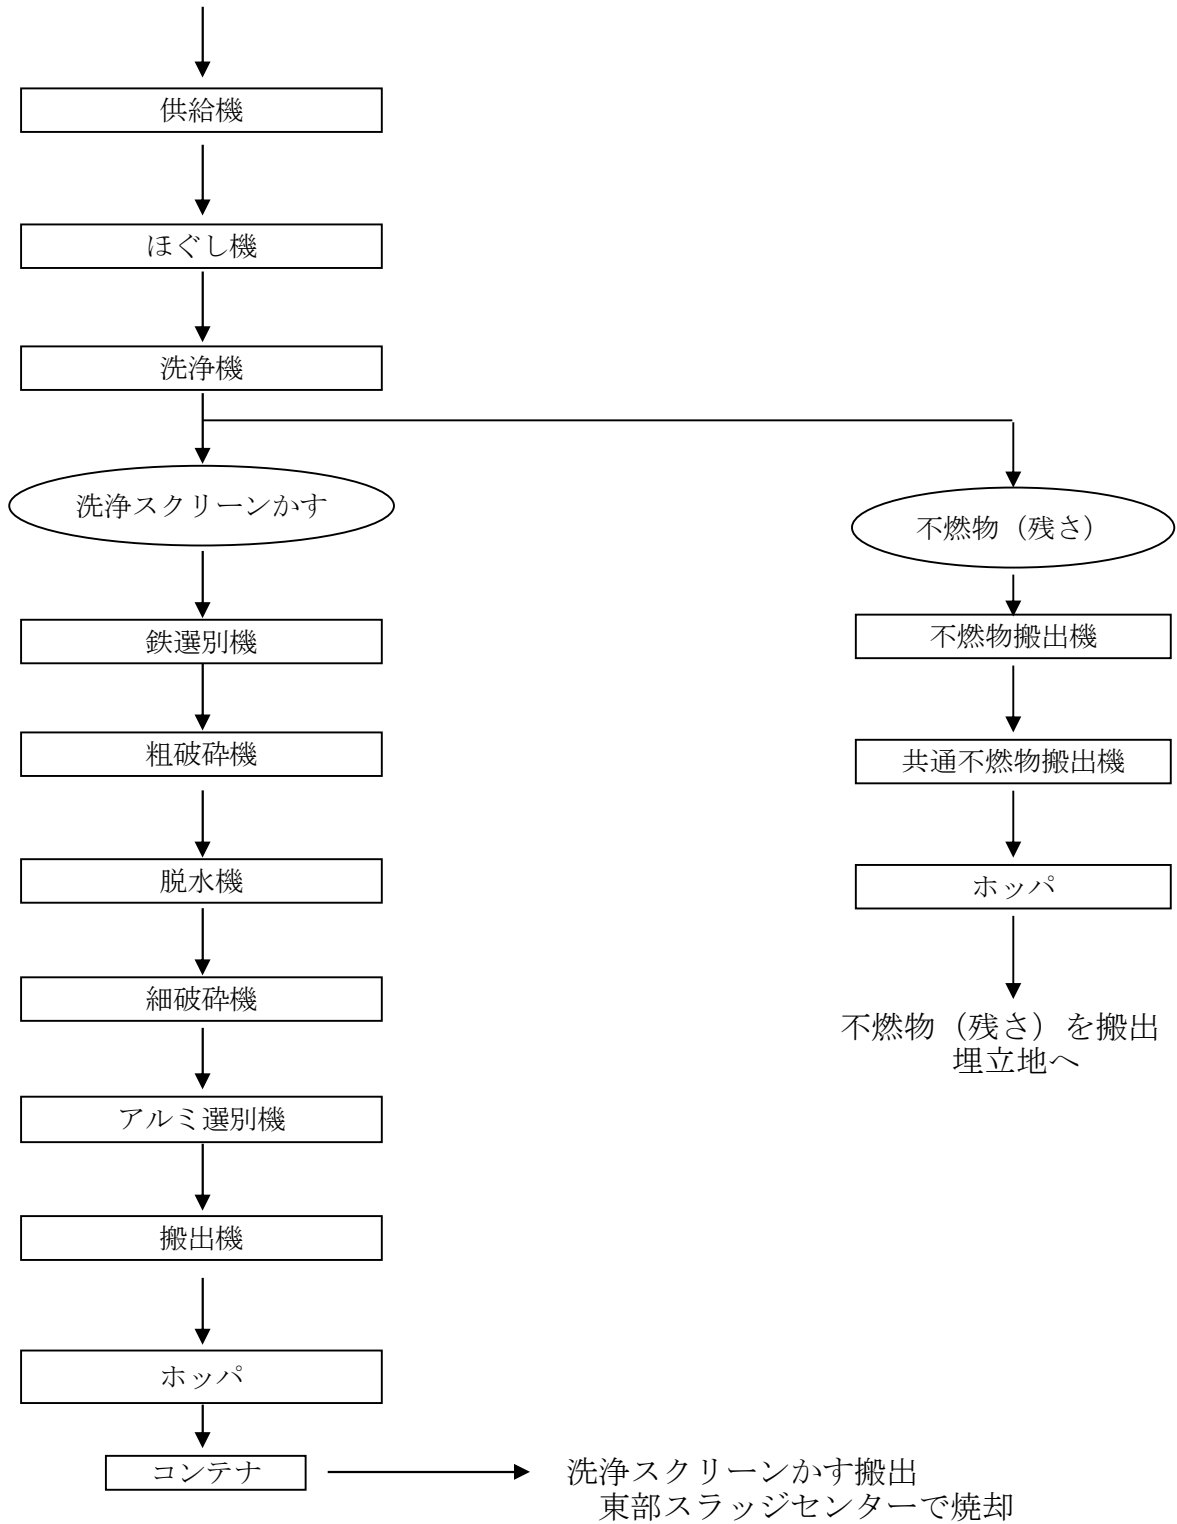 供給機
ほぐし機
洗浄機
洗浄スクリーンかす
鉄選別機
粗破砕機
脱水機
細破砕機
アルミ選別機
搬出機
ホッパ
コンテナ
洗浄スクリーンかす搬出
東部スラッジセンターで焼却
不燃物（残さ）
不燃物搬出機
共通不燃物搬出機
ホッパ
不燃物（残さ）を搬出
埋立地へ